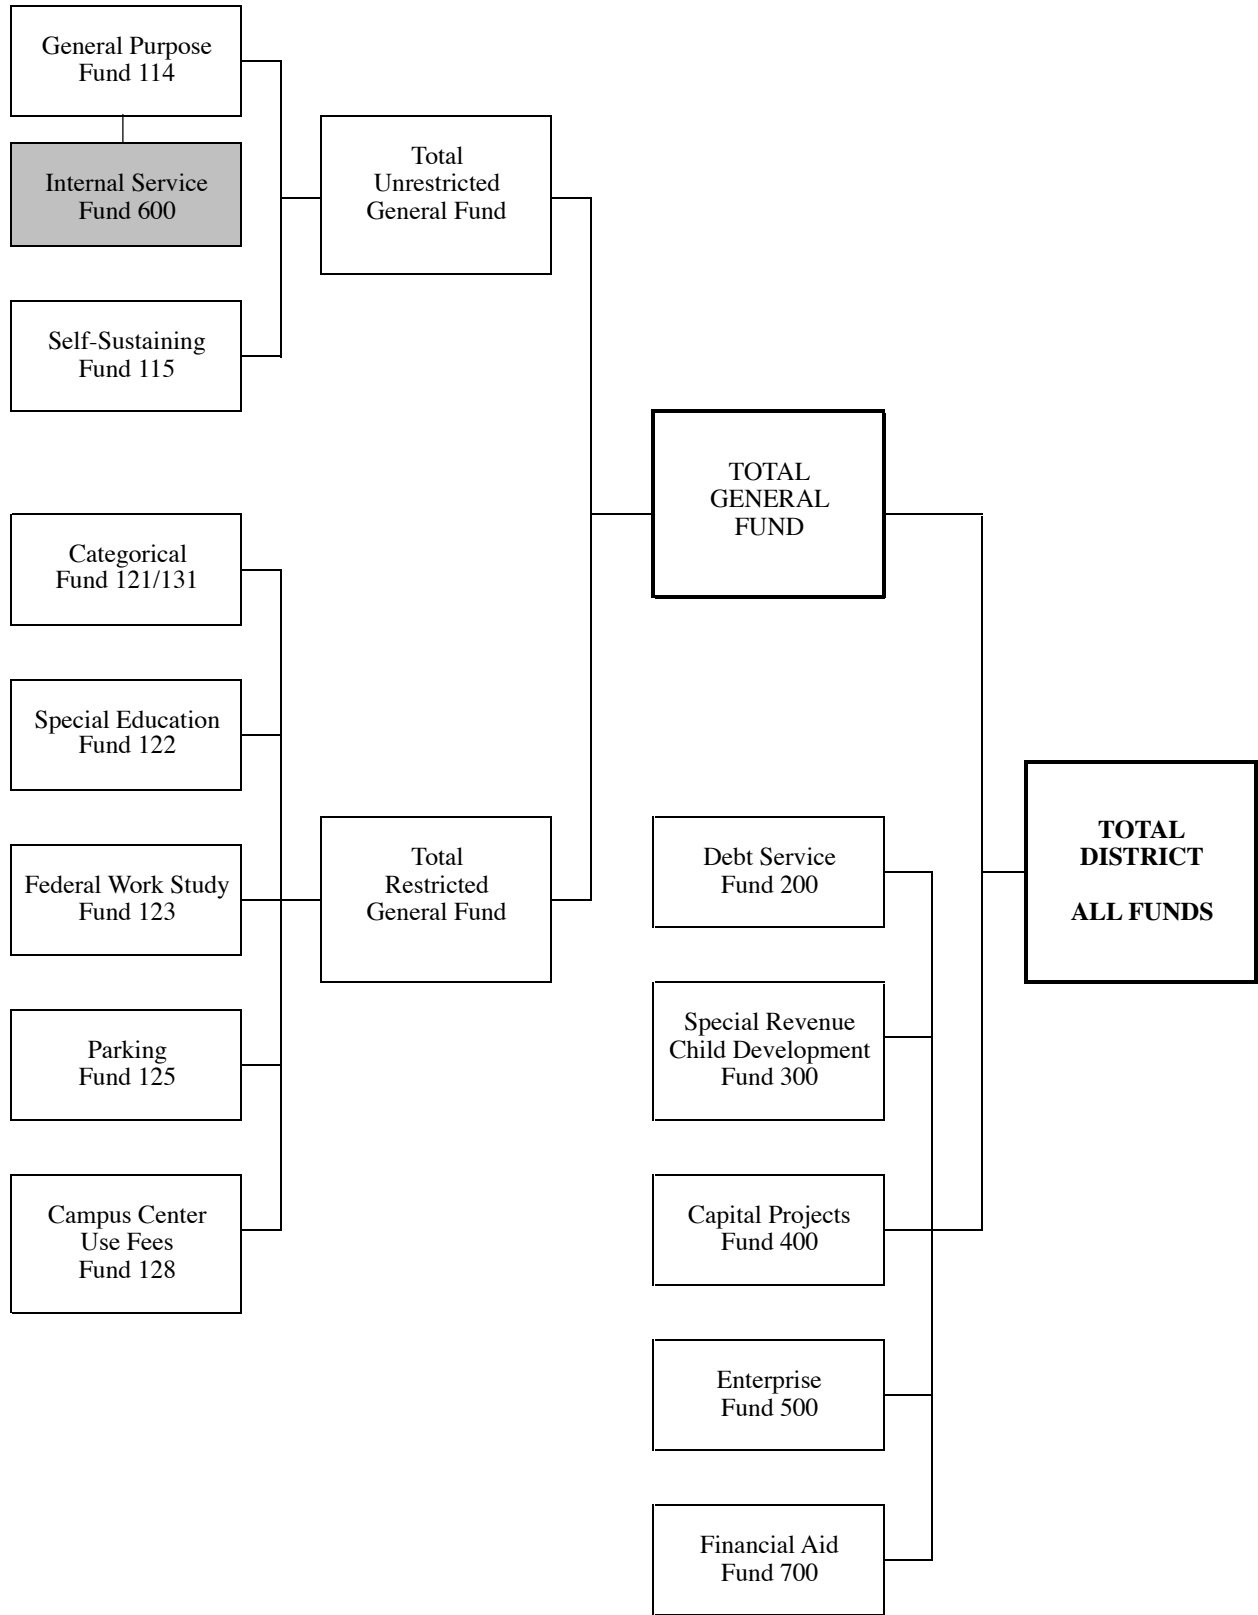 General Purpose
Fund 114
Internal Service
Fund 600
Self-Sustaining
Fund 115
Total
Unrestricted
General Fund
Categorical
Fund 121/131
Special Education
Fund 122
Federal Work Study
Fund 123
Parking
Fund 125
Campus Center
Use Fees
Fund 128
Total
Restricted
General Fund
TOTAL
GENERAL
FUND
Debt Service
Fund 200
Special Revenue
Child Development
Fund 300
Capital Projects
Fund 400
Enterprise
Fund 500
Financial Aid
Fund 700
TOTAL
DISTRICT
ALL FUNDS